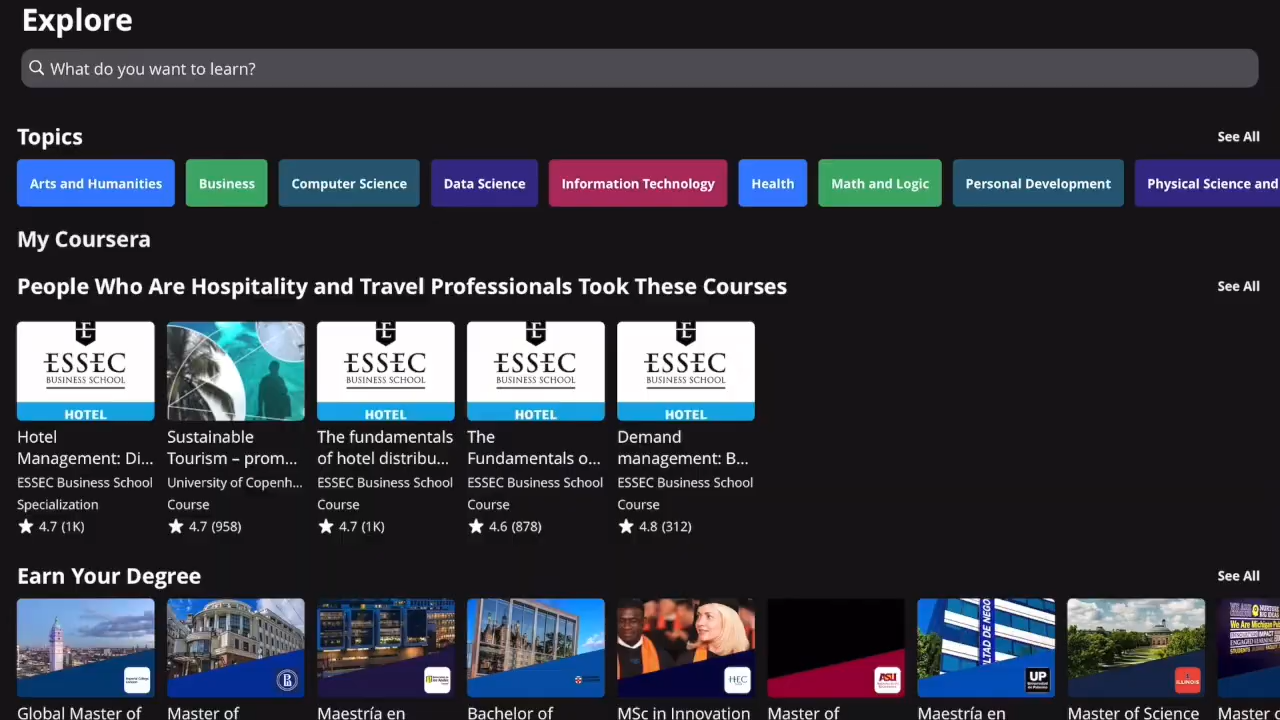 Explore
What do you want to learn?
Topics
See All
Arts and Humanities
Business
Computer Science
Data Science
Information Technology
Health
Math and Logic
Personal Development
Physical Science and
My Coursera
People Who Are Hospitality and Travel Professionals Took These Courses
See All
E
ESSEC
BUSINESS SCHOOL
HOTEL
E
ESSEC
BUSINESS SCHOOL
HOTEL
E
ESSEC
BUSINESS SCHOOL
HOTEL
E
ESSEC
BUSINESS SCHOOL
HOTEL
Hotel
Management: Di...
ESSEC Business School
Specialization
4.7 (1K)
Sustainable
Tourism – prom...
University of Copenh...
Course
4.7 (958)
The fundamentals
of hotel distribu...
ESSEC Business School
Course
4.7 (1K)
The
Fundamentals o...
ESSEC Business School
Course
4.6 (878)
Demand
management: B...
ESSEC Business School
Course
4.8 (312)
Earn Your Degree
See All
HEC
ASU
LTAD DE NEGO
UP
ILLINOIS
We Are Michigan
Global Master of
Master of
Maestría en
Bachelor of
MSc in Innovation
Master of
Maestría en
Master of Science
Master